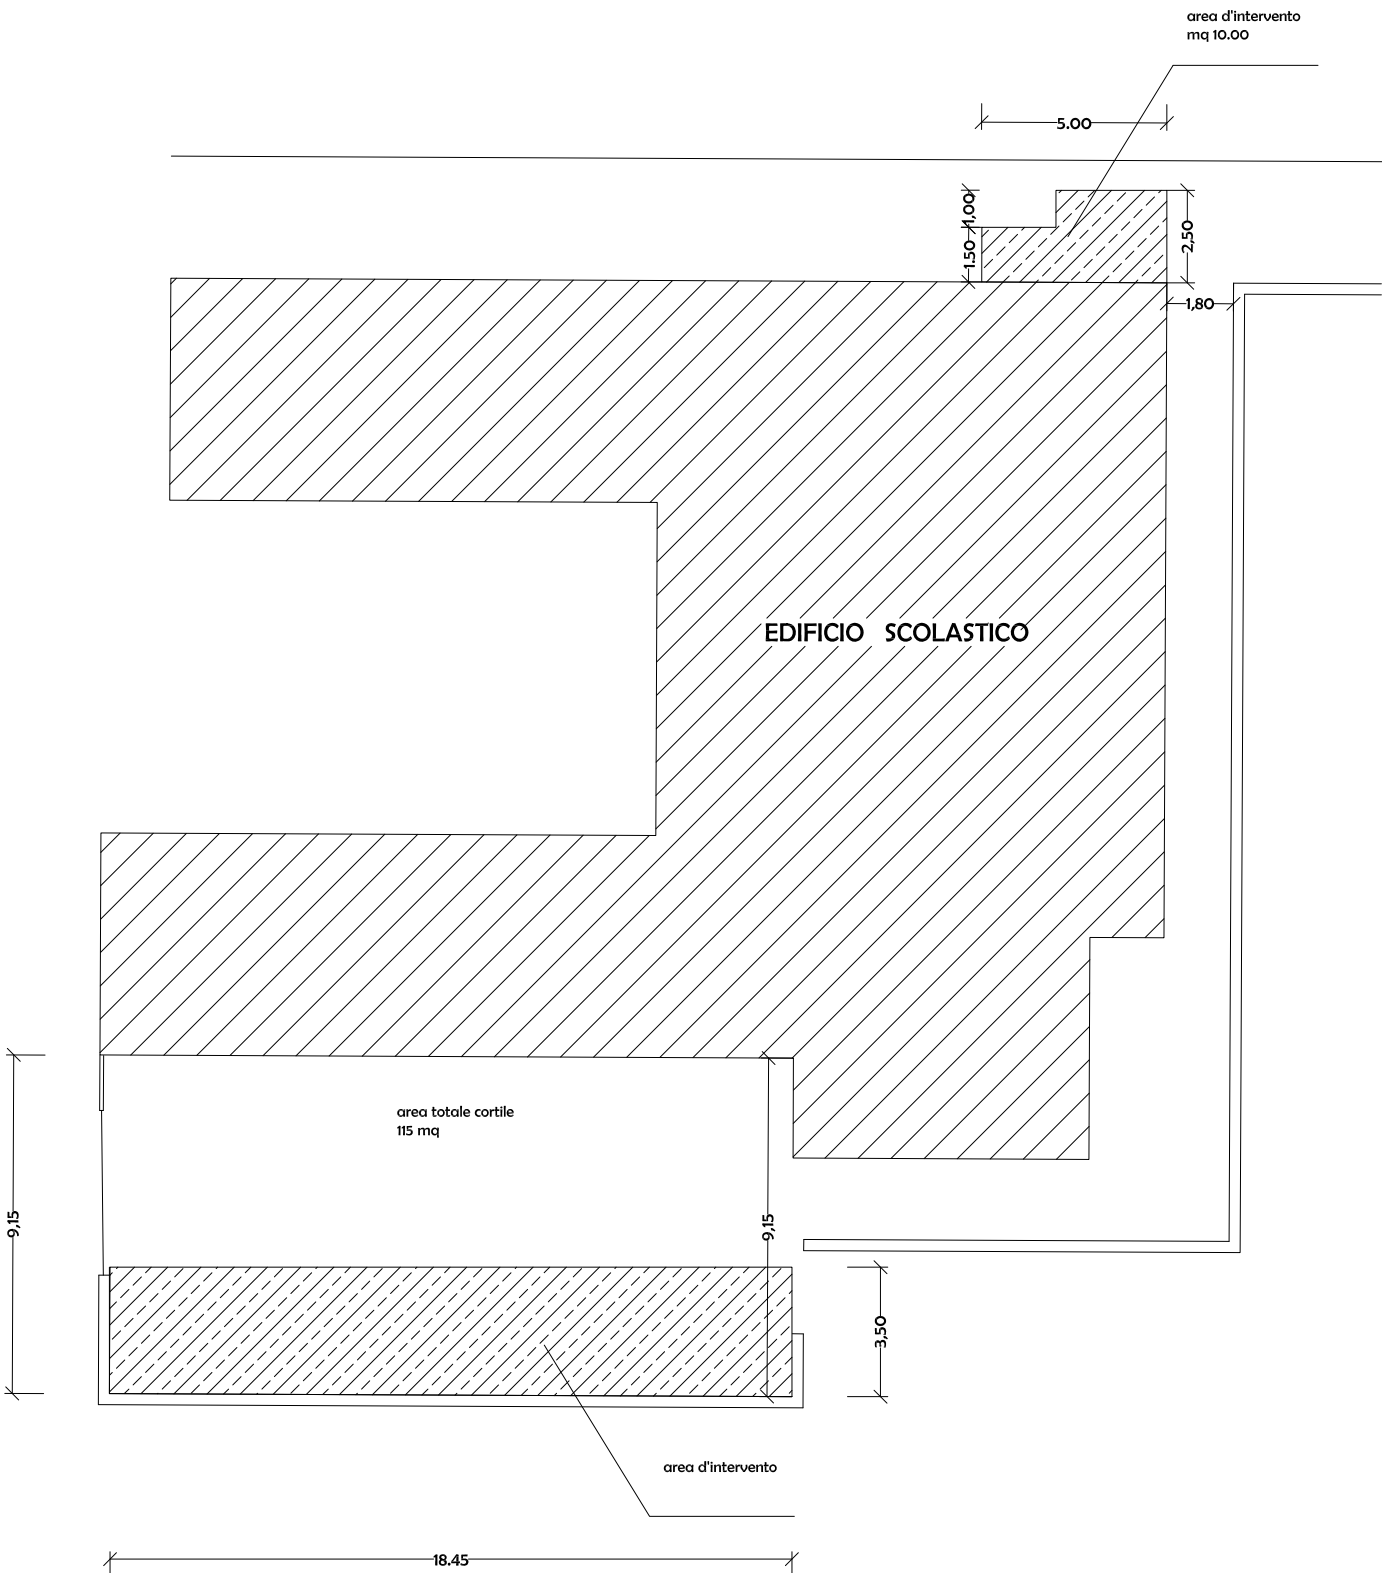 area d'intervento
mq 10.00
5.00
1,00
1.50
2,50
1,80
EDIFICIO SCOLASTICO
area totale cortile
115 mq
9,15
9,15
3,50
area d'intervento
18.45